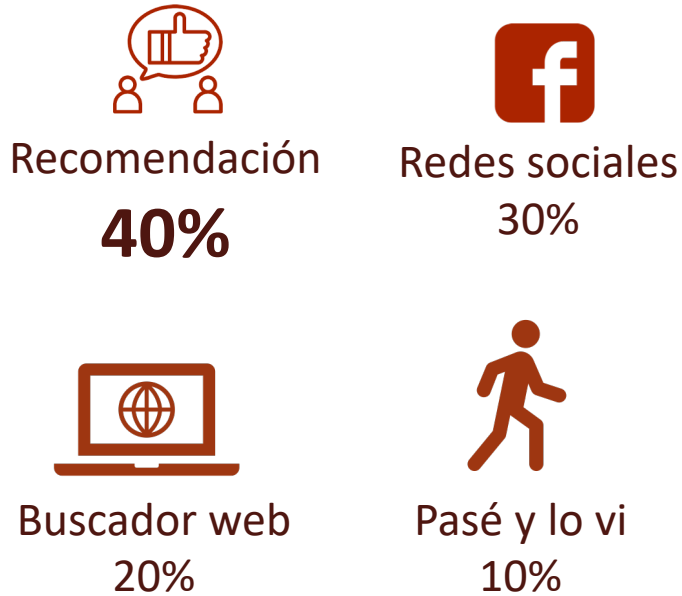 Recomendación
40%
Redes sociales
30%
Buscador web
20%
Pasé y lo vi
10%